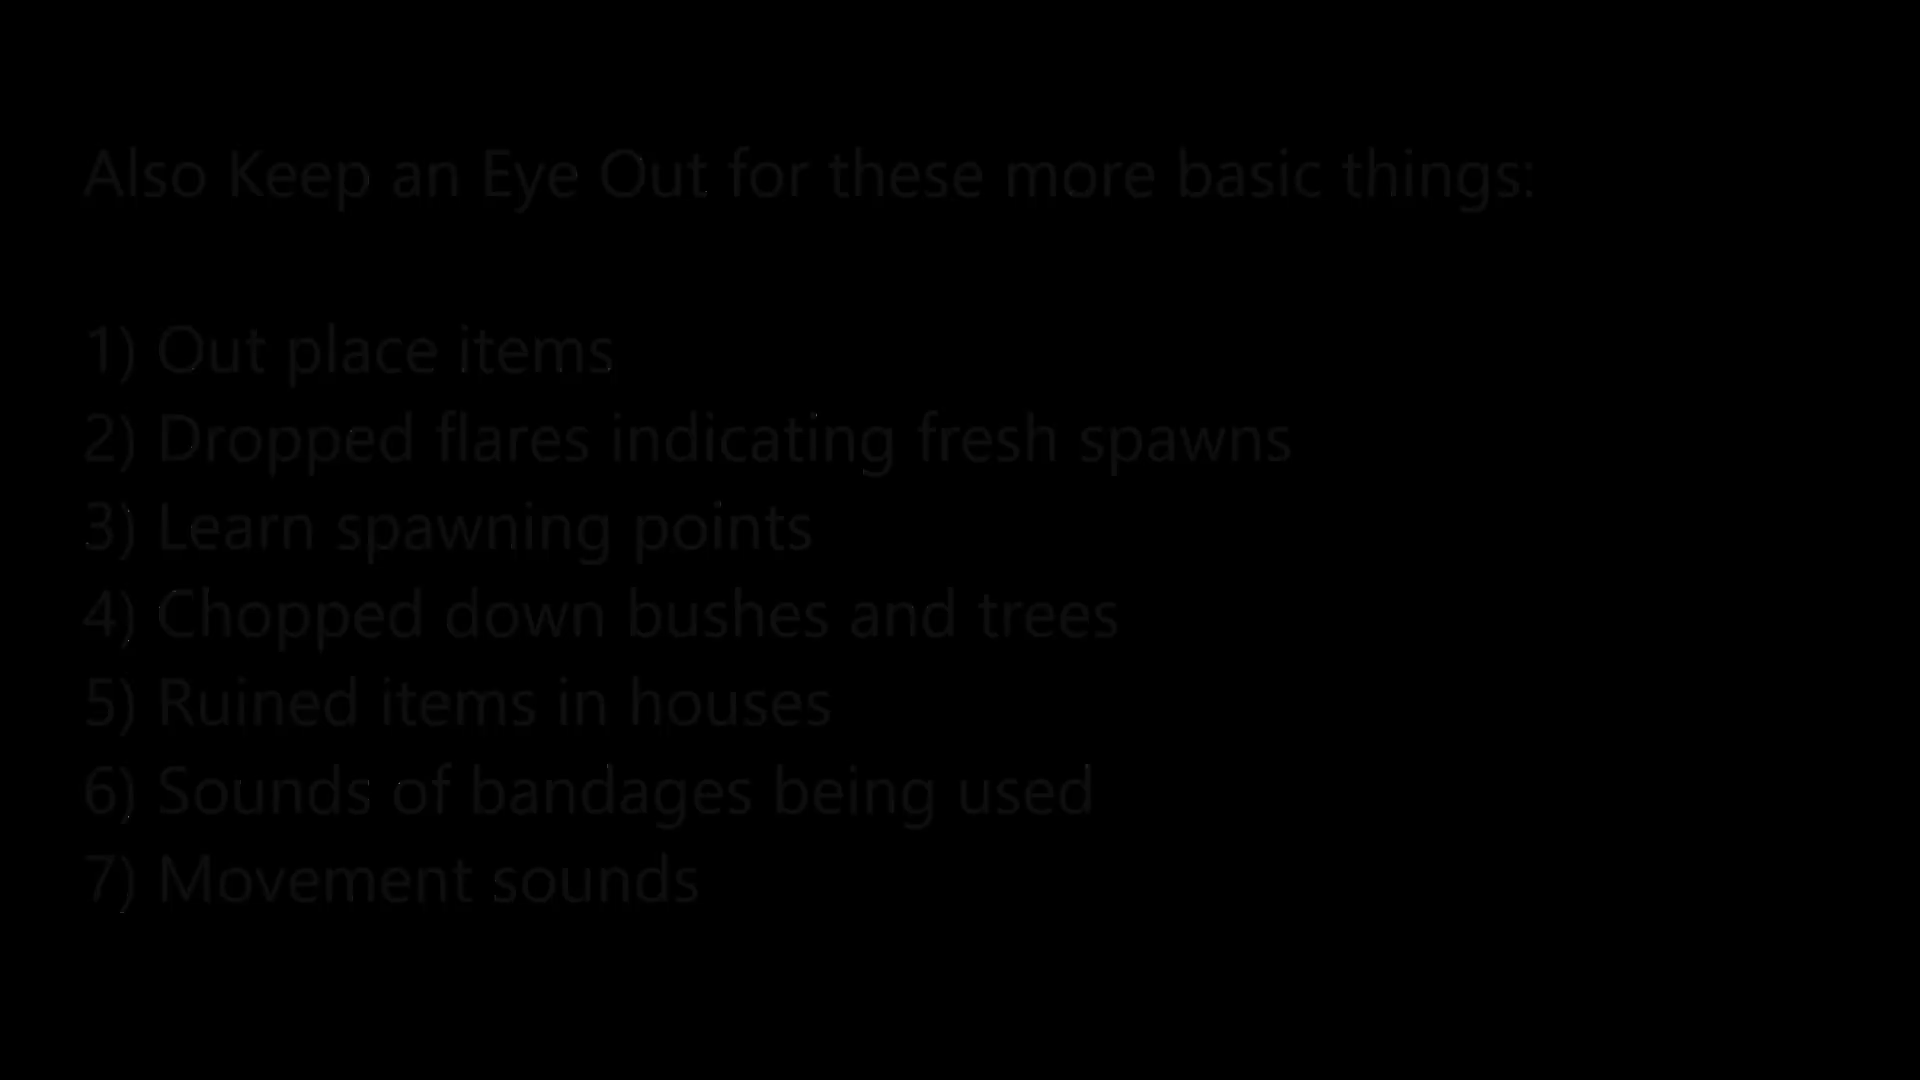 Also Keep an Eye Out for these more basic things:
1) Out place items
2) Dropped flares indicating fresh spawns
3) Learn spawning points
4) Chopped down bushes and trees
5) Ruined items in houses
6) Sounds of bandages being used
7) Movement sounds